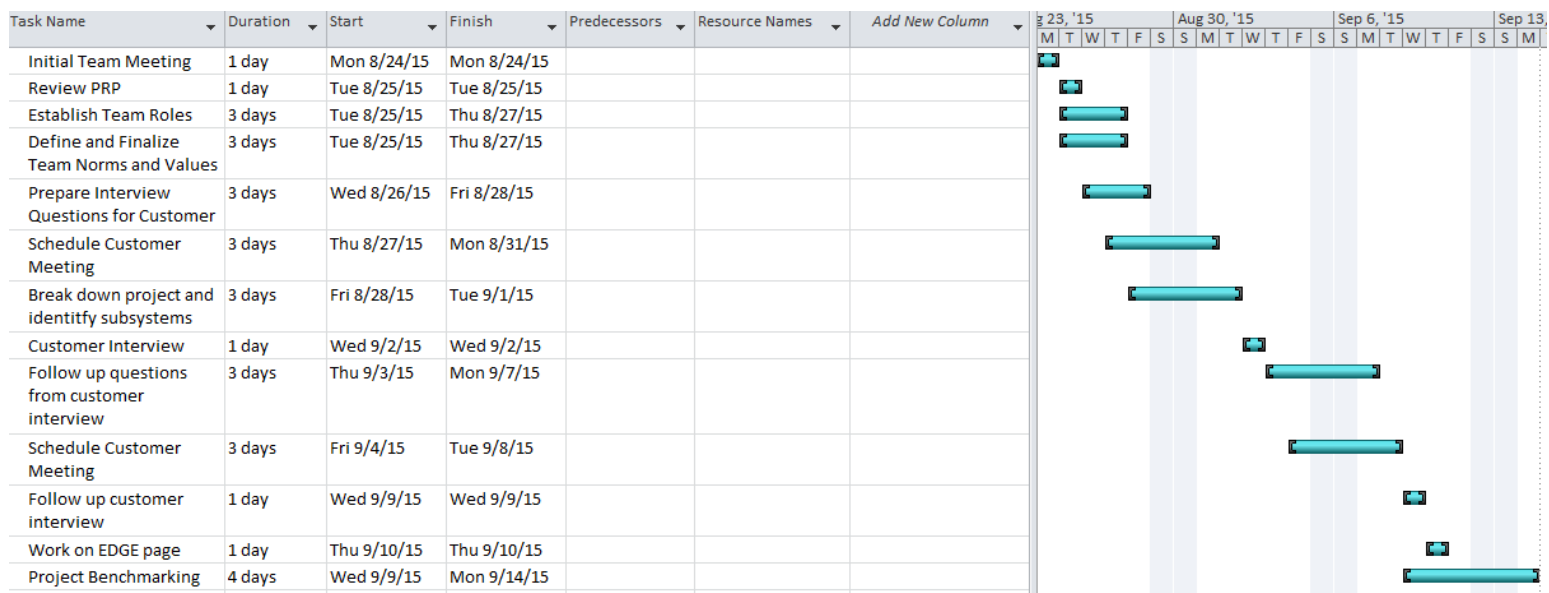 Task Name Duration Start Finish Predecessors Resource Names Add New Column g 23, '15 Aug 30, '15 Sep 6, '15 Sep 13,
M T W T F S S M T W T F S S M T W T F S S M
Initial Team Meeting 1 day Mon 8/24/15 Mon 8/24/15
Review PRP 1 day Tue 8/25/15 Tue 8/25/15
Establish Team Roles 3 days Tue 8/25/15 Thu 8/27/15
Define and Finalize 3 days Tue 8/25/15 Thu 8/27/15
Team Norms and Values
Prepare Interview 3 days Wed 8/26/15 Fri 8/28/15
Questions for Customer
Schedule Customer 3 days Thu 8/27/15 Mon 8/31/15
Meeting
Break down project and 3 days Fri 8/28/15 Tue 9/1/15
identitfy subsystems
Customer Interview 1 day Wed 9/2/15 Wed 9/2/15
Follow up questions 3 days Thu 9/3/15 Mon 9/7/15
from customer
interview
Schedule Customer 3 days Fri 9/4/15 Tue 9/8/15
Meeting
Follow up customer 1 day Wed 9/9/15 Wed 9/9/15
interview
Work on EDGE page 1 day Thu 9/10/15 Thu 9/10/15
Project Benchmarking 4 days Wed 9/9/15 Mon 9/14/15